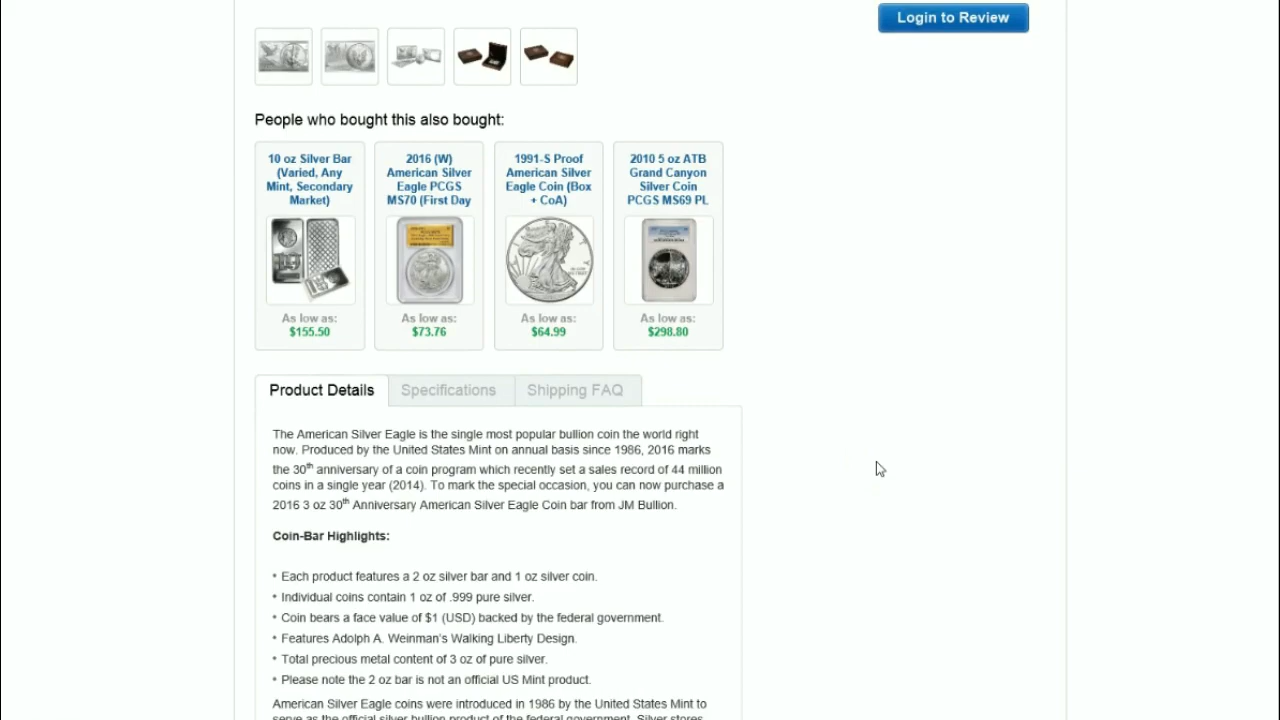 Login to Review
People who bought this also bought:
10 oz Silver Bar
(Varied, Any
Mint, Secondary
Market)
As low as:
$155.50
2016 (W)
American Silver
Eagle PCGS
MS70 (First Day
As low as:
$73.76
1991-S Proof
American Silver
Eagle Coin (Box
+ CoA)
As low as:
$64.99
2010 5 oz ATB
Grand Canyon
Silver Coin
PCGS MS69 PL
As low as:
$298.80
Product Details
Specifications
Shipping FAQ
The American Silver Eagle is the single most popular bullion coin the world right
now. Produced by the United States Mint on annual basis since 1986, 2016 marks
the 30th anniversary of a coin program which recently set a sales record of 44 million
coins in a single year (2014). To mark the special occasion, you can now purchase a
2016 3 oz 30th Anniversary American Silver Eagle Coin bar from JM Bullion.
Coin-Bar Highlights:
• Each product features a 2 oz silver bar and 1 oz silver coin.
• Individual coins contain 1 oz of .999 pure silver.
• Coin bears a face value of $1 (USD) backed by the federal government.
• Features Adolph A. Weinman's Walking Liberty Design.
• Total precious metal content of 3 oz of pure silver.
• Please note the 2 oz bar is not an official US Mint product.
American Silver Eagle coins were introduced in 1986 by the United States Mint to
serve as the official silver bullion product of the federal government. Silver stores